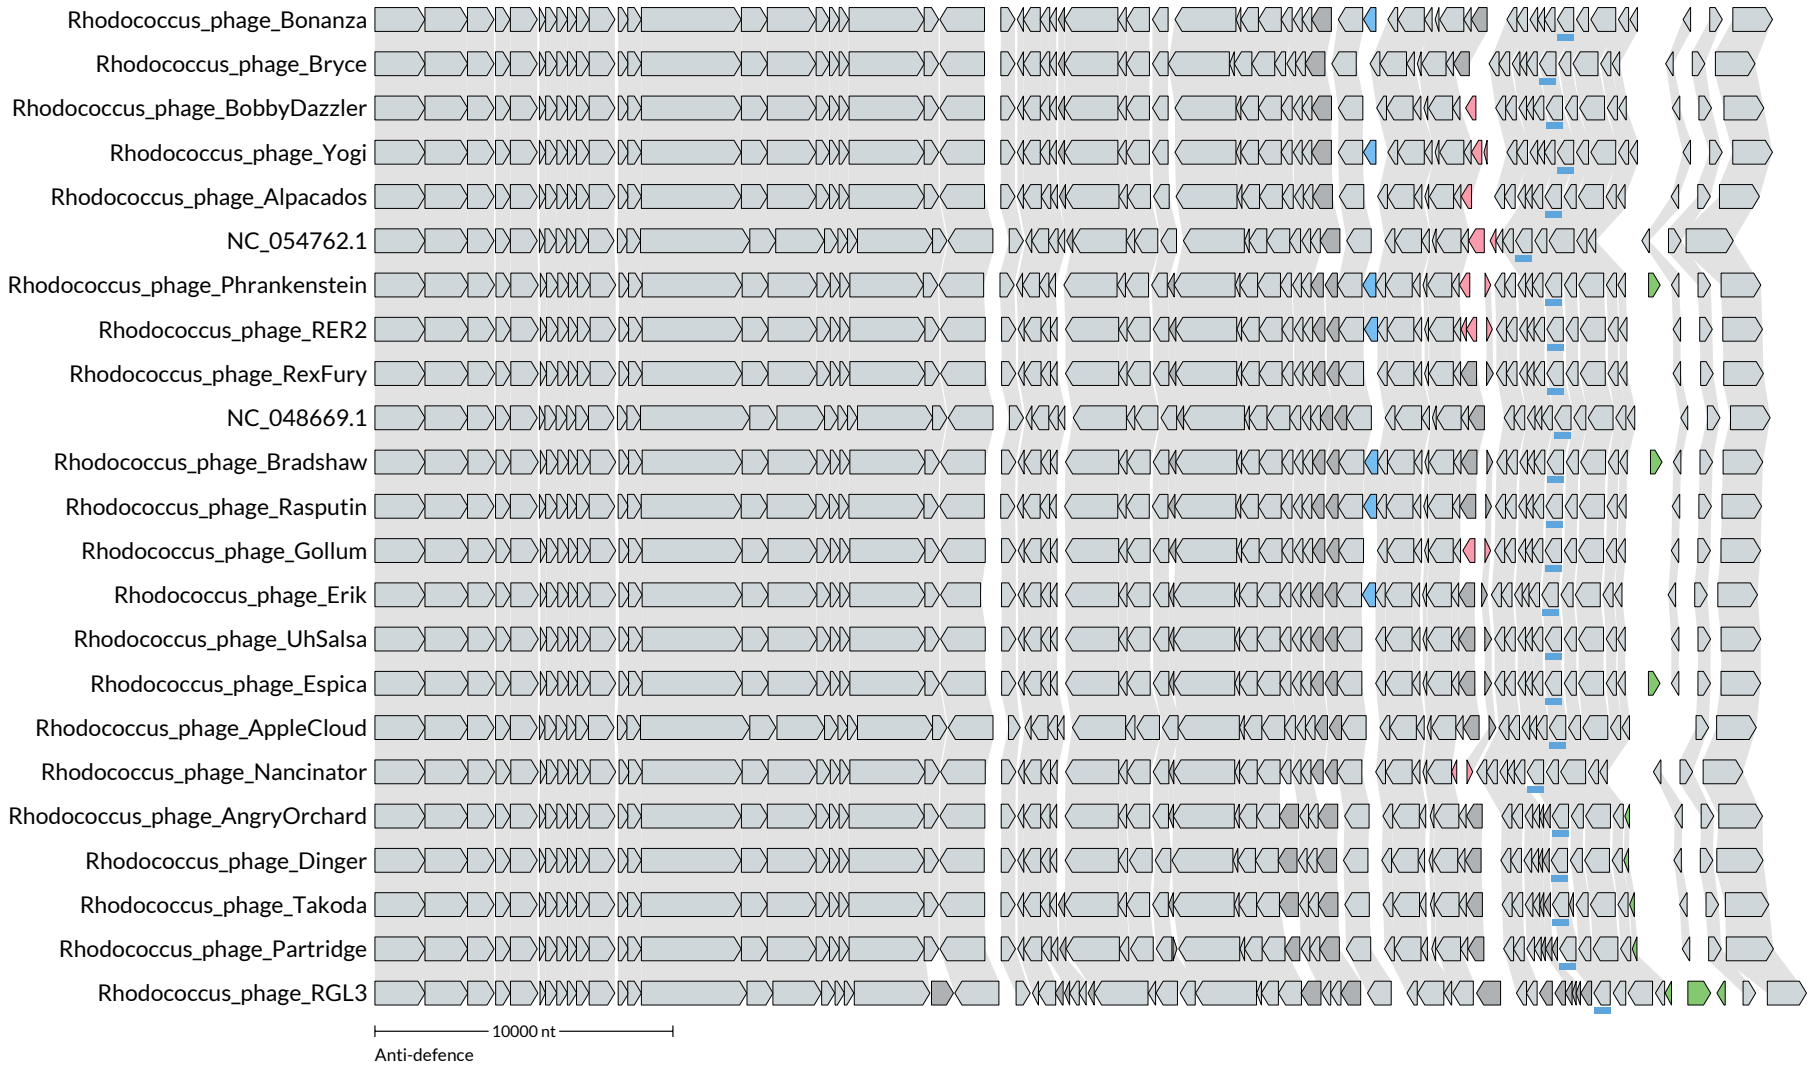 Rhodococcus_phage_Bonanza
Rhodococcus_phage_Bryce
Rhodococcus_phage_BobbyDazzler
Rhodococcus_phage_Yogi
Rhodococcus_phage_Alpacados
NC_054762.1
Rhodococcus_phage_Phrankenstein
Rhodococcus_phage_RER2
Rhodococcus_phage_RexFury
NC_048669.1
Rhodococcus_phage_Bradshaw
Rhodococcus_phage_Rasputin
Rhodococcus_phage_Gollum
Rhodococcus_phage_Erik
Rhodococcus_phage_UhSalsa
Rhodococcus_phage_Espica
Rhodococcus_phage_AppleCloud
Rhodococcus_phage_Nancinator
Rhodococcus_phage_AngryOrchard
Rhodococcus_phage_Dinger
Rhodococcus_phage_Takoda
Rhodococcus_phage_Partridge
Rhodococcus_phage_RGL3
10000 nt
Anti-defence